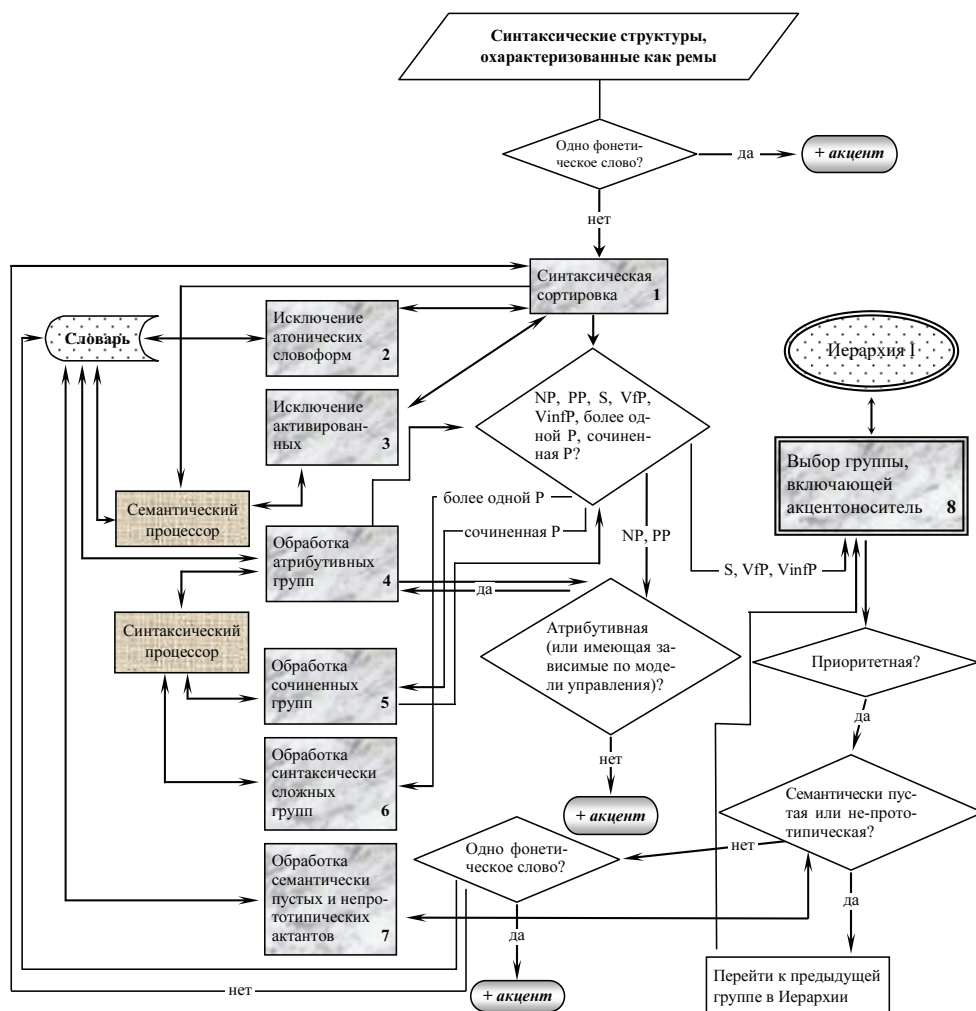 Синтаксические структуры,
охарактеризованные как ремы
Одно фонети-
ческое слово?
да
+ акцент
нет
Синтаксическая
сортировка 1
Словарь
Исключение
атонических
словоформ 2
Иерархия I
NP, PP, S, VfP,
VinfP, более од-
ной P, сочинен-
ная P?
Исключение
активирован-
ных 3
Выбор группы,
включающей
акцентоноситель 8
Семантический
процессор
более одной P
сочиненная P
NP, PP
S, VfP, VinfP
Обработка
атрибутивных
групп 4
да
Синтаксический
процессор
Атрибутивная
(или имеющая за-
висимые по моде-
ли управления)?
Приоритетная?
Обработка
сочиненных
групп 5
да
нет
Обработка
синтаксически
сложных
групп 6
Семантически пу-
стая или не-прото-
типическая?
+ акцент
нет
Одно фонети-
ческое слово?
Обработка
семантически
пустых и непро-
тотипических
актантов 7
да
да
нет
+ акцент
Перейти к предыдущей
группе в Иерархии